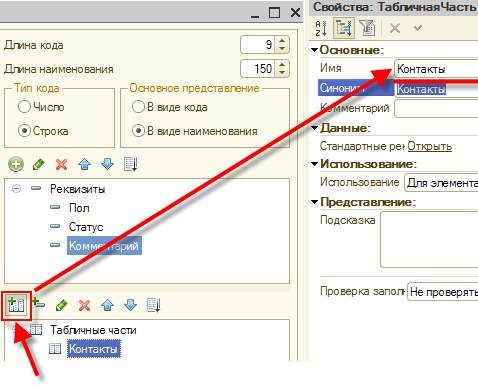 Длина кода 9
Длина наименования 150
Тип кода
Число
Строка
Основное представление
В виде кода
В виде наименования
Реквизиты
Пол
Статус
Комментарий
Табличные части
Контакты
Свойства: ТабличнаяЧасть
Основные:
Имя Контакты
Синоним Контакты
Комментарий
Данные:
Стандартные рек Открыть
Использование:
Использование Для элемента
Представление:
Подсказка
Проверка заполн Не проверять